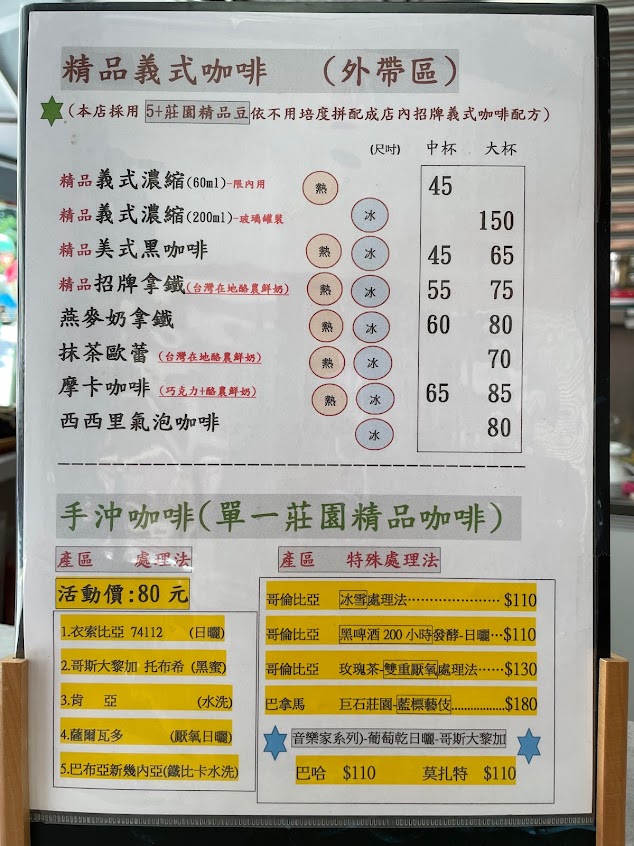 精品義式咖啡 (外帶區)
(本店採用 5+莊園精品豆依不用培度拼配成店內招牌義式咖啡配方)
(尺吋) 中杯 大杯
精品義式濃縮(60ml)-限內用 熱 45
精品義式濃縮(200ml)-玻璃罐裝 冰 150
精品美式黑咖啡 熱 冰 45 65
精品招牌拿鐵(台灣在地酪農鮮奶) 熱 冰 55 75
燕麥奶拿鐵 熱 冰 60 80
抹茶歐蕾 (台灣在地酪農鮮奶) 熱 冰 70
摩卡咖啡 (巧克力+酪農鮮奶) 熱 冰 65 85
西西里氣泡咖啡 冰 80
手沖咖啡(單一莊園精品咖啡)
產區 處理法
活動價:80 元
1.衣索比亞 74112 (日曬)
2.哥斯大黎加 托布希 (黑蜜)
3.肯 亞 (水洗)
4.薩爾瓦多 (厭氧日曬)
5.巴布亞新幾內亞(鐵比卡水洗)
產區 特殊處理法
哥倫比亞 冰雪處理法····················· $110
哥倫比亞 黑啤酒 200 小時發酵-日曬···$110
哥倫比亞 玫瑰茶-雙重厭氧處理法······$130
巴拿馬 巨石莊園-藍標藝伎.................$180
音樂家系列)-葡萄乾日曬-哥斯大黎加
巴哈 $110 莫扎特 $110